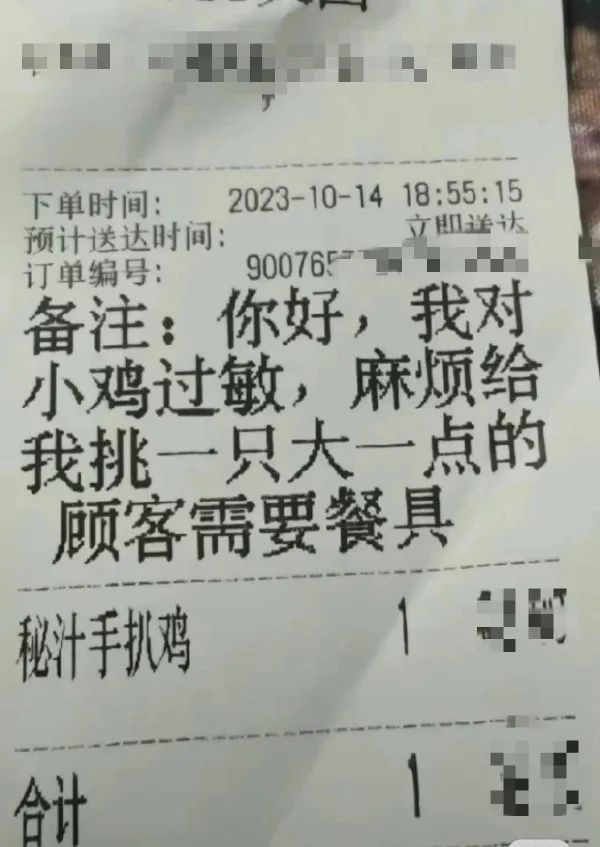 下单时间: 2023-10-14 18:55:15
预计送达时间: 立即送达
订单编号: 90076
备注：你好，我对
小鸡过敏，麻烦给
我挑一只大一点的
顾客需要餐具
秘汁手扒鸡 1
合计 1